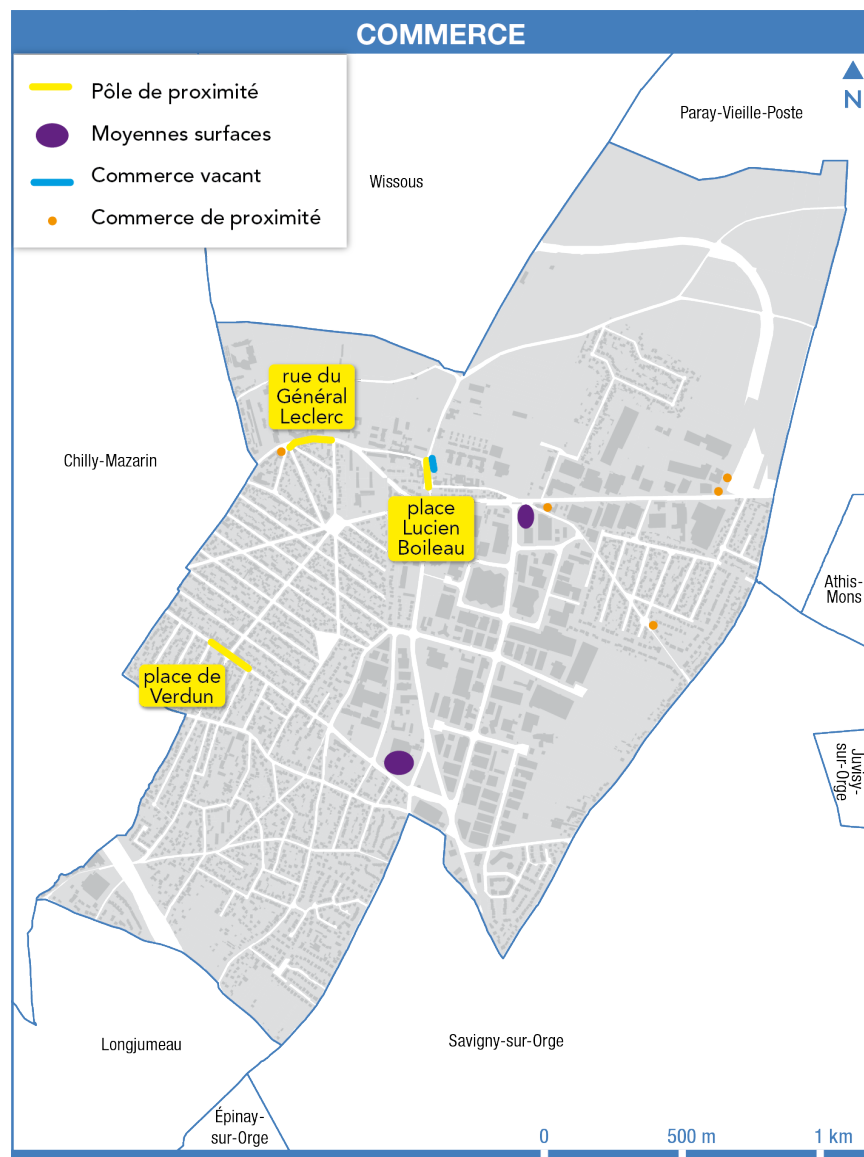 COMMERCE
Pôle de proximité
Moyennes surfaces
Commerce vacant
Commerce de proximité
N
Paray-Vieille-Poste
Wissous
rue du
Général
Leclerc
Chilly-Mazarin
place
Lucien
Boileau
Athis-
Mons
place de
Verdun
Juvisy-
sur-Orge
Longjumeau
Savigny-sur-Orge
Épinay-
sur-Orge
0
500 m
1 km